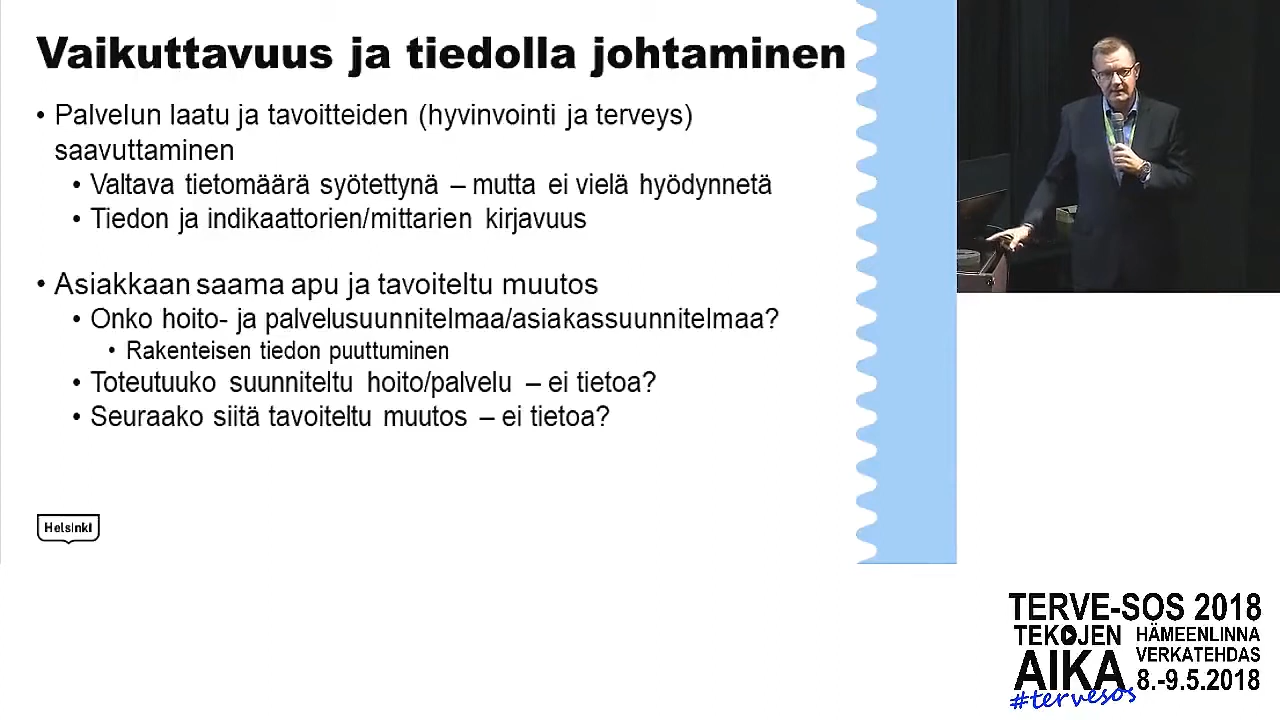 Vaikuttavuus ja tiedolla johtaminen
• Palvelun laatu ja tavoitteiden (hyvinvointi ja terveys)
saavuttaminen
• Valtava tietomäärä syötettynä – mutta ei vielä hyödynnetä
• Tiedon ja indikaattorien/mittarien kirjavuus
• Asiakkaan saama apu ja tavoiteltu muutos
• Onko hoito- ja palvelusuunnitelmaa/asiakassuunnitelmaa?
• Rakenteisen tiedon puuttuminen
• Toteutuuko suunniteltu hoito/palvelu – ei tietoa?
• Seuraako siitä tavoiteltu muutos – ei tietoa?
Helsinki
TERVE-SOS 2018
TEKOJEN
AIKA
#tervesos
HÄMEENLINNA
VERKATEHDAS
8.-9.5.2018